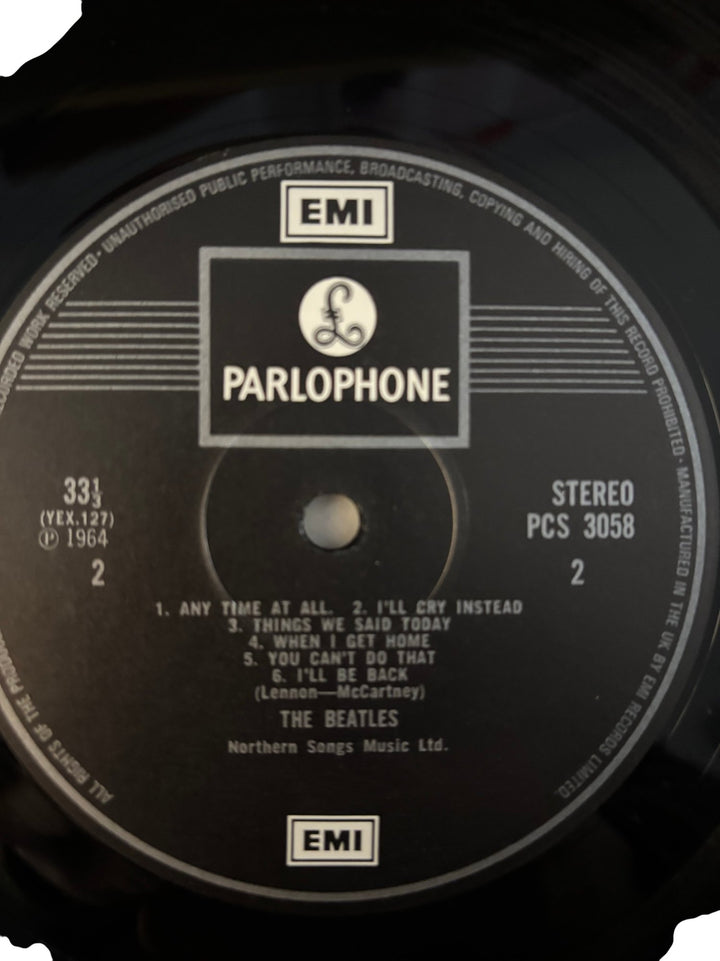 ALL RIGHTS OF THE PRODUC
CORDED WORK RESERVED · UNAUTHORISED PUBLIC PERFORMANCE, BROADCASTING, COPYING AND HIRING OF THIS RECORD PROHIBITED · MANUFACTURED IN THE UK BY EMI RECORDS LIMITED.
EMI
£
PARLOPHONE
33⅓
(YEX.127)
℗ 1964
2
STEREO
PCS 3058
2
1. ANY TIME AT ALL. 2. I'LL CRY INSTEAD
3. THINGS WE SAID TODAY
4. WHEN I GET HOME
5. YOU CAN'T DO THAT
6. I'LL BE BACK
(Lennon—McCartney)
THE BEATLES
Northern Songs Music Ltd.
EMI